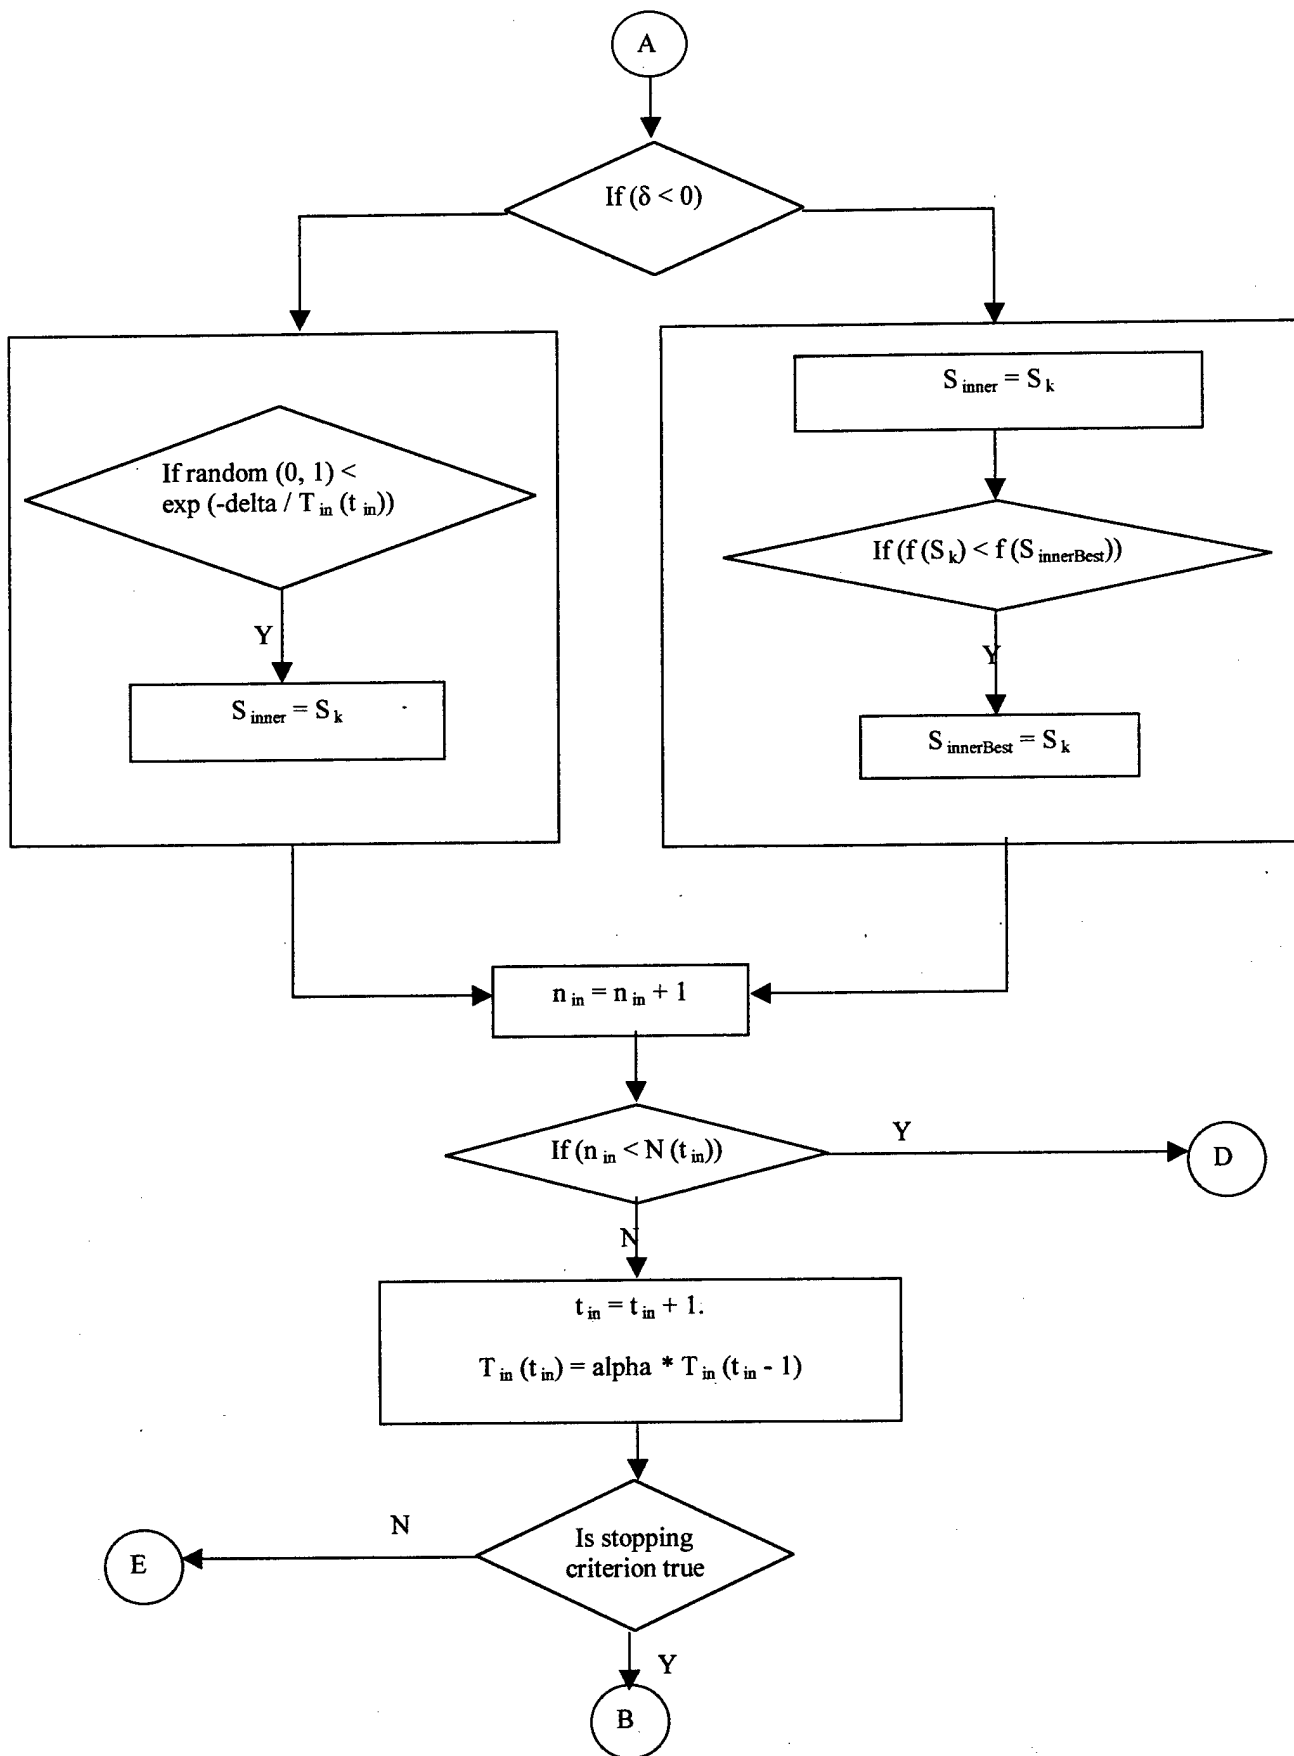 A
If (δ < 0)
If random (0, 1) <
exp (-delta / T in (t in))
Y
S inner = S k
S inner = S k
If (f (S k) < f (S innerBest))
Y
S innerBest = S k
n in = n in + 1
If (n in < N (t in))
Y
D
N
t in = t in + 1.
T in (t in) = alpha * T in (t in - 1)
Is stopping
criterion true
N
E
Y
B